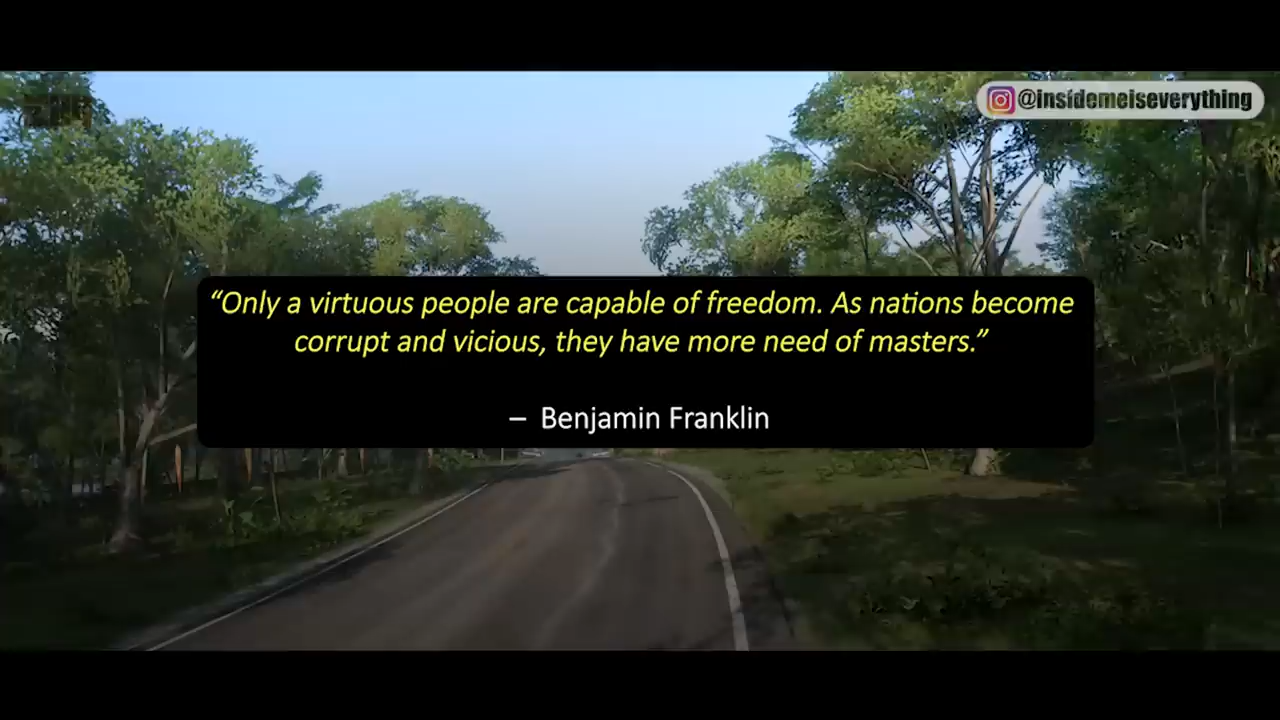 @insidemeiseverything
“Only a virtuous people are capable of freedom. As nations become
corrupt and vicious, they have more need of masters.”
– Benjamin Franklin